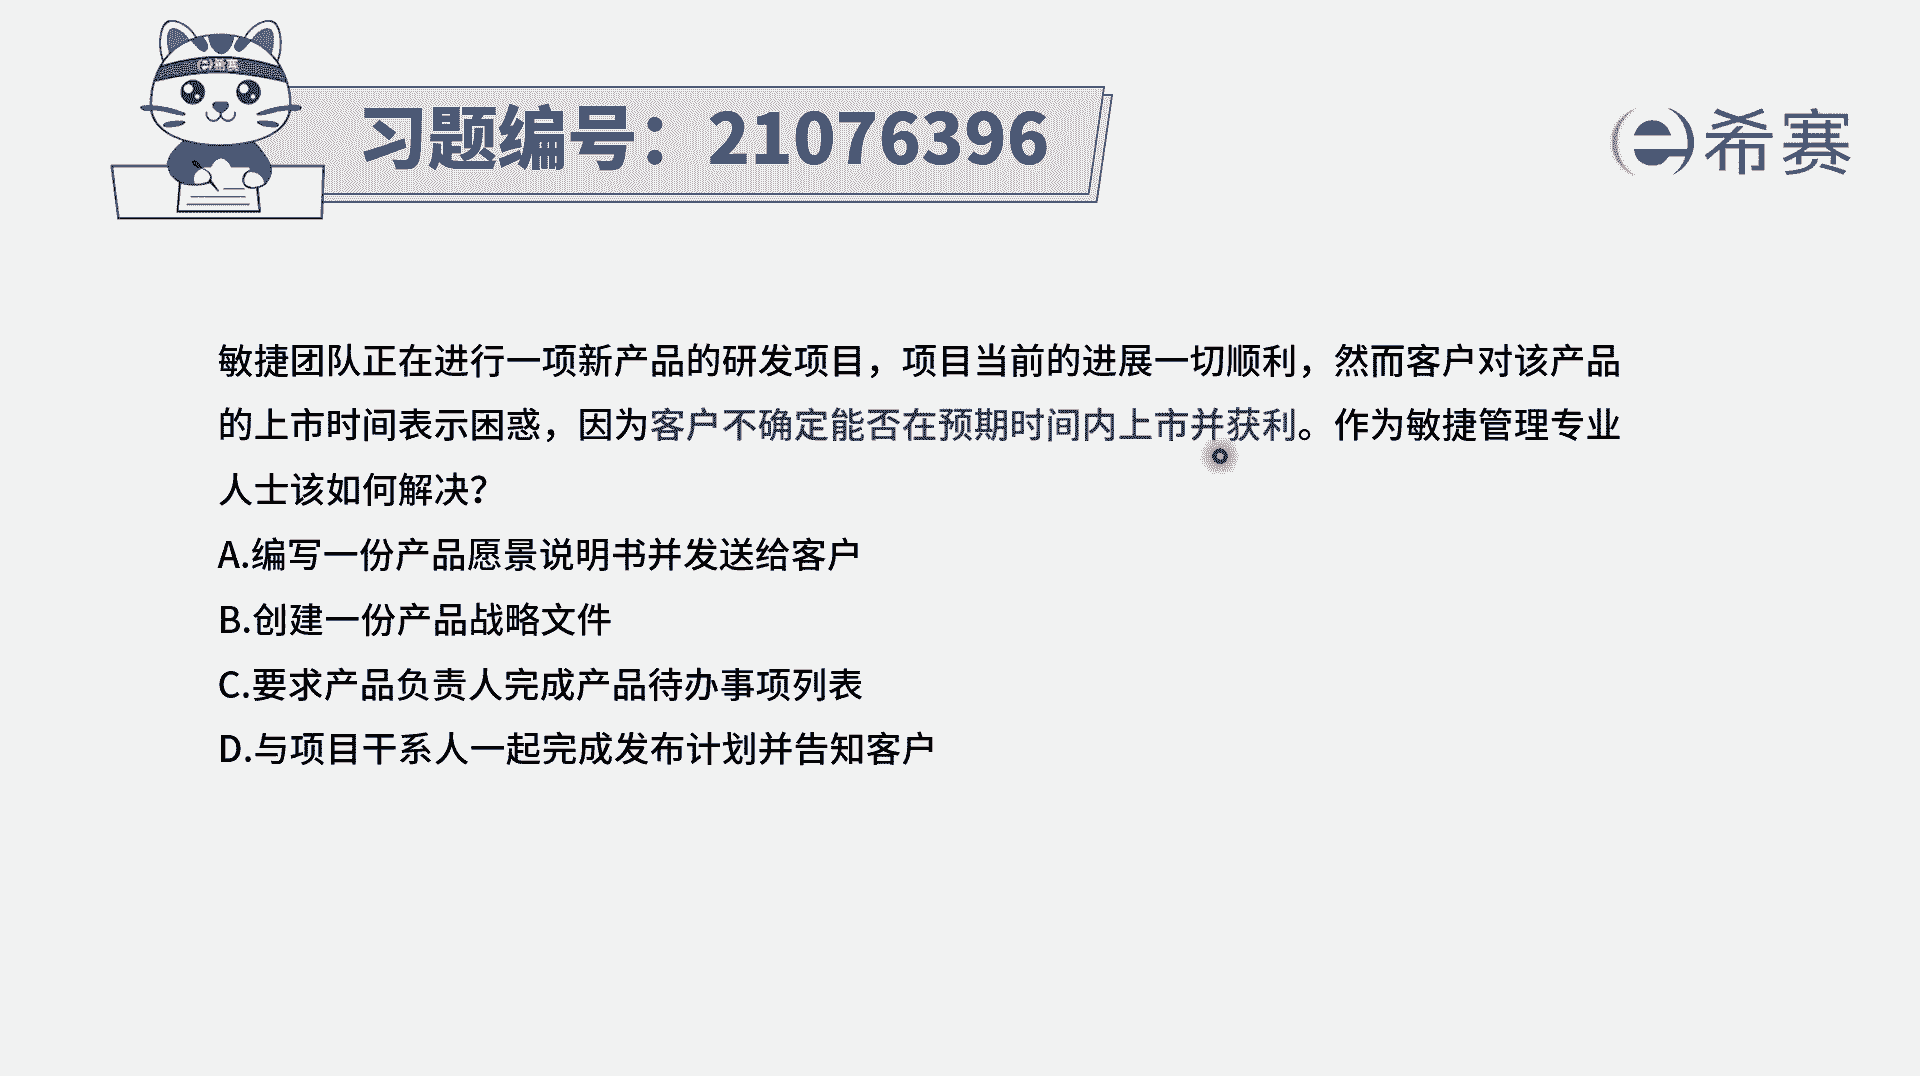 习题编号：21076396
希赛
敏捷团队正在进行一项新产品的研发项目，项目当前的进展一切顺利，然而客户对该产品
的上市时间表示困惑，因为客户不确定能否在预期时间内上市并获利。作为敏捷管理专业
人士该如何解决？
A.编写一份产品愿景说明书并发送给客户
B.创建一份产品战略文件
C.要求产品负责人完成产品待办事项列表
D.与项目干系人一起完成发布计划并告知客户